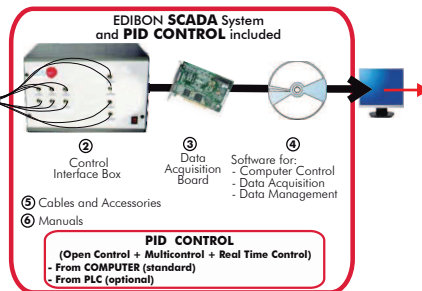 EDIBON SCADA System
and PID CONTROL included
2
Control
Interface Box
3
Data
Acquisition
Board
4
Software for:
- Computer Control
- Data Acquisition
- Data Management
5 Cables and Accessories
6 Manuals
PID CONTROL
(Open Control + Multicontrol + Real Time Control)
- From COMPUTER (standard)
- From PLC (optional)